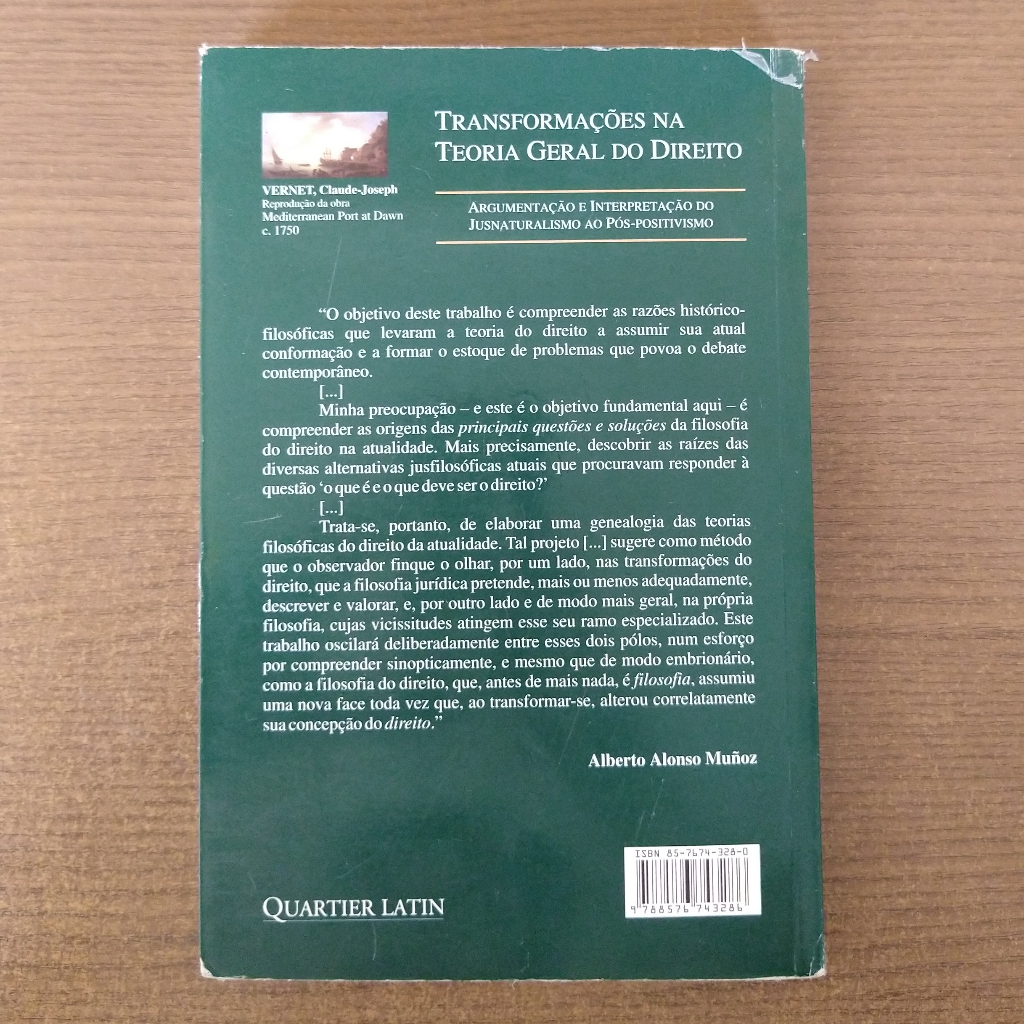 TRANSFORMAÇÕES NA
TEORIA GERAL DO DIREITO
ARGUMENTAÇÃO E INTERPRETAÇÃO DO
JUSNATURALISMO AO PÓS-POSITIVISMO
VERNET, Claude-Joseph
Reprodução da obra
Mediterranean Port at Dawn
c. 1750
“O objetivo deste trabalho é compreender as razões histórico-
filosóficas que levaram a teoria do direito a assumir sua atual
conformação e a formar o estoque de problemas que povoa o debate
contemporâneo.
[...]
Minha preocupação – e este é o objetivo fundamental aqui – é
compreender as origens das principais questões e soluções da filosofia
do direito na atualidade. Mais precisamente, descobrir as raízes das
diversas alternativas jusfilosóficas atuais que procuravam responder à
questão ‘o que é e o que deve ser o direito?’
[...]
Trata-se, portanto, de elaborar uma genealogia das teorias
filosóficas do direito da atualidade. Tal projeto [...] sugere como método
que o observador finque o olhar, por um lado, nas transformações do
direito, que a filosofia jurídica pretende, mais ou menos adequadamente,
descrever e valorar, e, por outro lado e de modo mais geral, na própria
filosofia, cujas vicissitudes atingem esse seu ramo especializado. Este
trabalho oscilará deliberadamente entre esses dois pólos, num esforço
por compreender sinopticamente, e mesmo que de modo embrionário,
como a filosofia do direito, que, antes de mais nada, é filosofia, assumiu
uma nova face toda vez que, ao transformar-se, alterou correlatamente
sua concepção do direito.”
Alberto Alonso Muñoz
QUARTIER LATIN
ISBN 85-7674-328-0
9 788576 743286